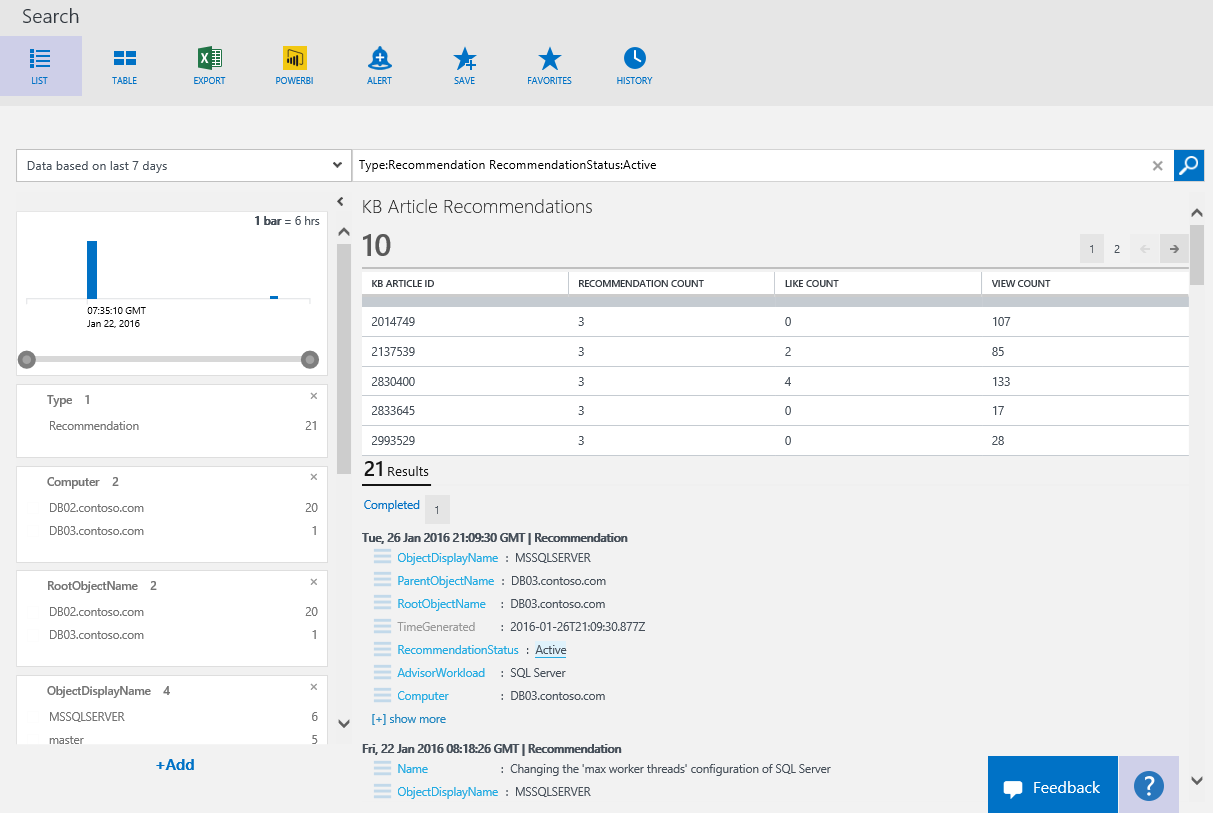 Search
LIST TABLE EXPORT POWERBI ALERT SAVE FAVORITES HISTORY
Data based on last 7 days
Type:Recommendation RecommendationStatus:Active
1 bar = 6 hrs
07:35:10 GMT
Jan 22, 2016
Type 1
Recommendation 21
Computer 2
DB02.contoso.com 20
DB03.contoso.com 1
RootObjectName 2
DB02.contoso.com 20
DB03.contoso.com 1
ObjectDisplayName 4
MSSQLSERVER 6
master 5
+Add
KB Article Recommendations
10
1 2
KB ARTICLE ID RECOMMENDATION COUNT LIKE COUNT VIEW COUNT
2014749 3 0 107
2137539 3 2 85
2830400 3 4 133
2833645 3 0 17
2993529 3 0 28
21 Results
Completed 1
Tue, 26 Jan 2016 21:09:30 GMT | Recommendation
ObjectDisplayName : MSSQLSERVER
ParentObjectName : DB03.contoso.com
RootObjectName : DB03.contoso.com
TimeGenerated : 2016-01-26T21:09:30.877Z
RecommendationStatus : Active
AdvisorWorkload : SQL Server
Computer : DB03.contoso.com
[+] show more
Fri, 22 Jan 2016 08:18:26 GMT | Recommendation
Name : Changing the 'max worker threads' configuration of SQL Server
ObjectDisplayName : MSSQLSERVER
Feedback ?